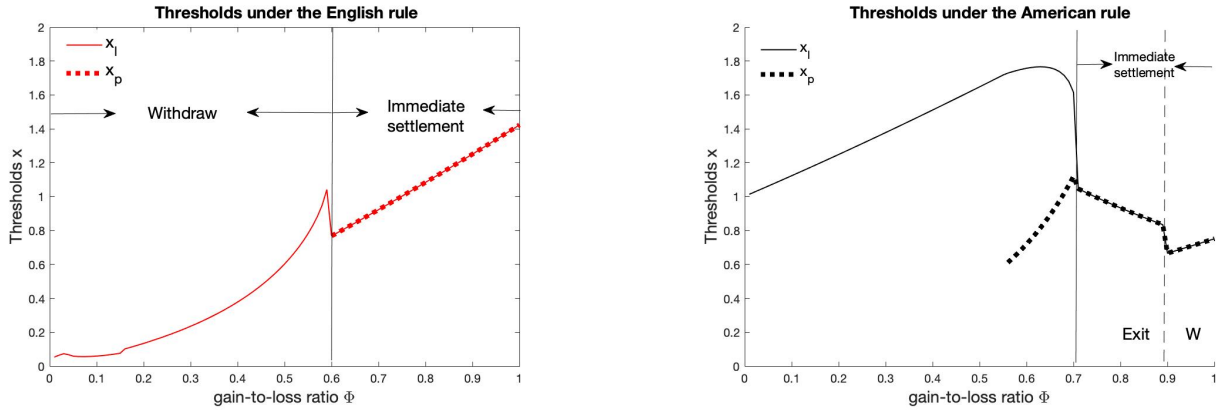 Thresholds under the English rule
2
1.8
1.6
1.4
1.2
1
0.8
0.6
0.4
0.2
0
Thresholds x
x_l
x_p
Withdraw
Immediate
settlement
0 0.1 0.2 0.3 0.4 0.5 0.6 0.7 0.8 0.9 1
gain-to-loss ratio Φ
Thresholds under the American rule
2
1.8
1.6
1.4
1.2
1
0.8
0.6
0.4
0.2
0
Thresholds x
x_l
x_p
Immediate
settlement
Exit W
0 0.1 0.2 0.3 0.4 0.5 0.6 0.7 0.8 0.9 1
gain-to-loss ratio Φ